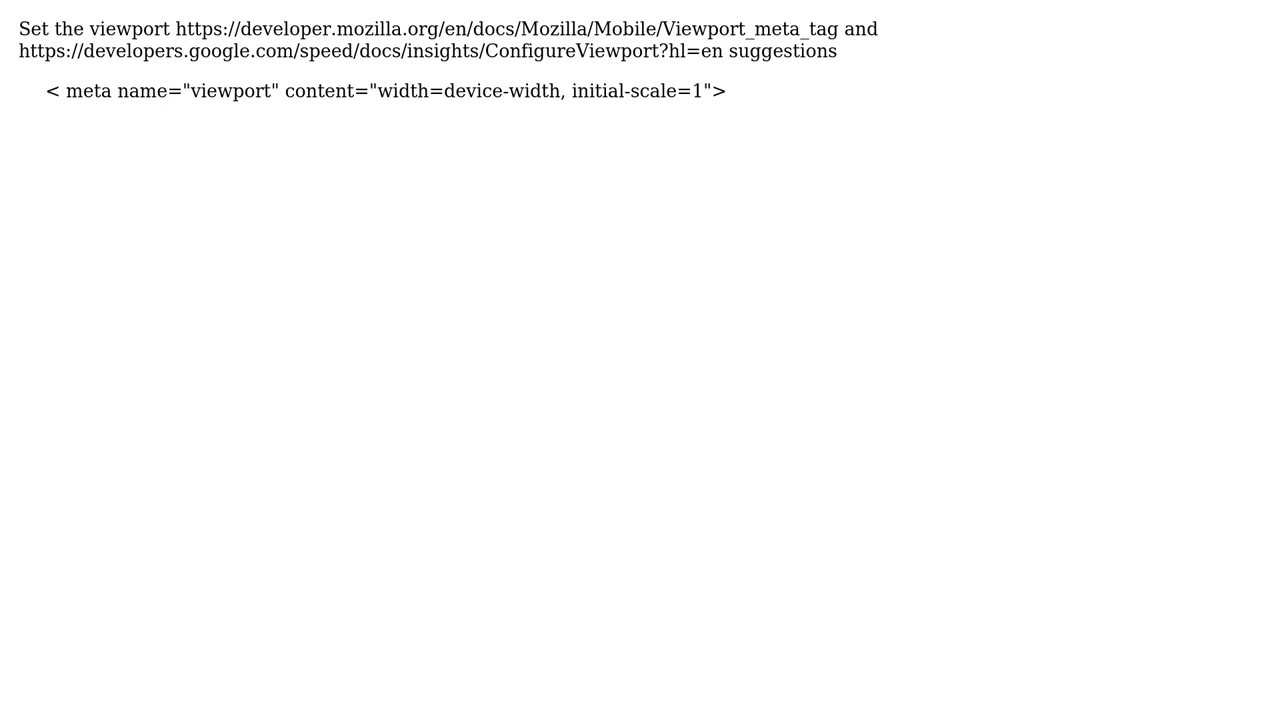 Set the viewport https://developer.mozilla.org/en/docs/Mozilla/Mobile/Viewport_meta_tag and
https://developers.google.com/speed/docs/insights/ConfigureViewport?hl=en suggestions
< meta name="viewport" content="width=device-width, initial-scale=1">